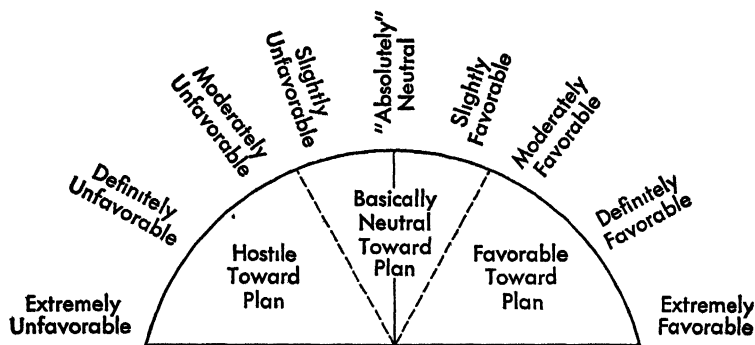 Extremely
Unfavorable
Definitely
Unfavorable
Moderately
Unfavorable
Slightly
Unfavorable
"Absolutely"
Neutral
Slightly
Favorable
Moderately
Favorable
Definitely
Favorable
Extremely
Favorable
Hostile
Toward
Plan
Basically
Neutral
Toward
Plan
Favorable
Toward
Plan